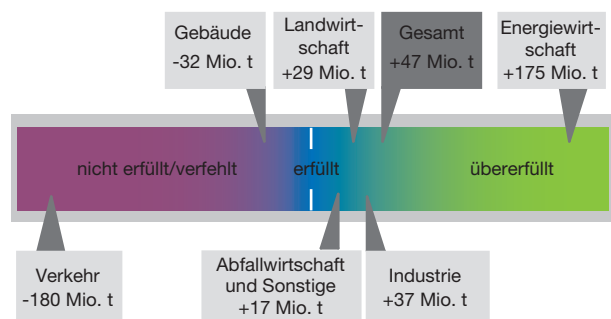 Gebäude
-32 Mio. t
Landwirt-
schaft
+29 Mio. t
Gesamt
+47 Mio. t
Energiewirt-
schaft
+175 Mio. t
nicht erfüllt/verfehlt
erfüllt
übererfüllt
Verkehr
-180 Mio. t
Abfallwirtschaft
und Sonstige
+17 Mio. t
Industrie
+37 Mio. t